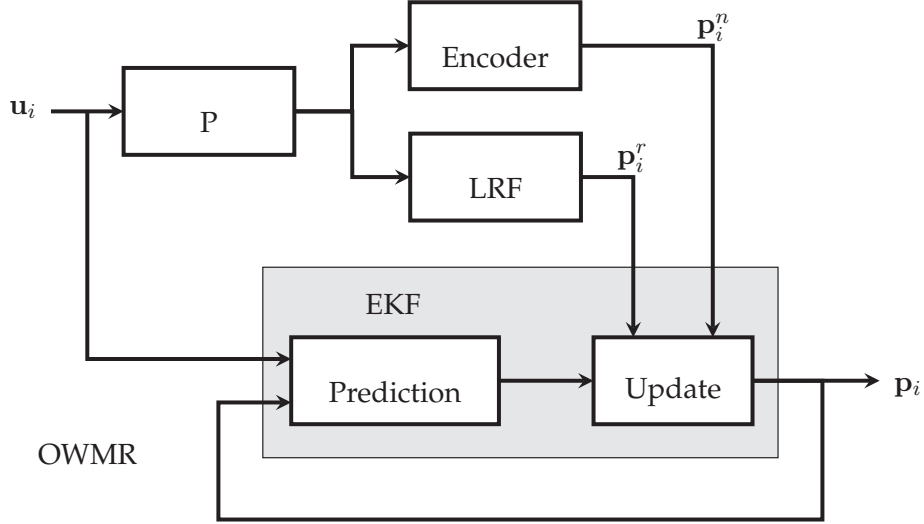 p_i^n
Encoder
u_i
P
p_i^r
LRF
EKF
Prediction
Update
p_i
OWMR